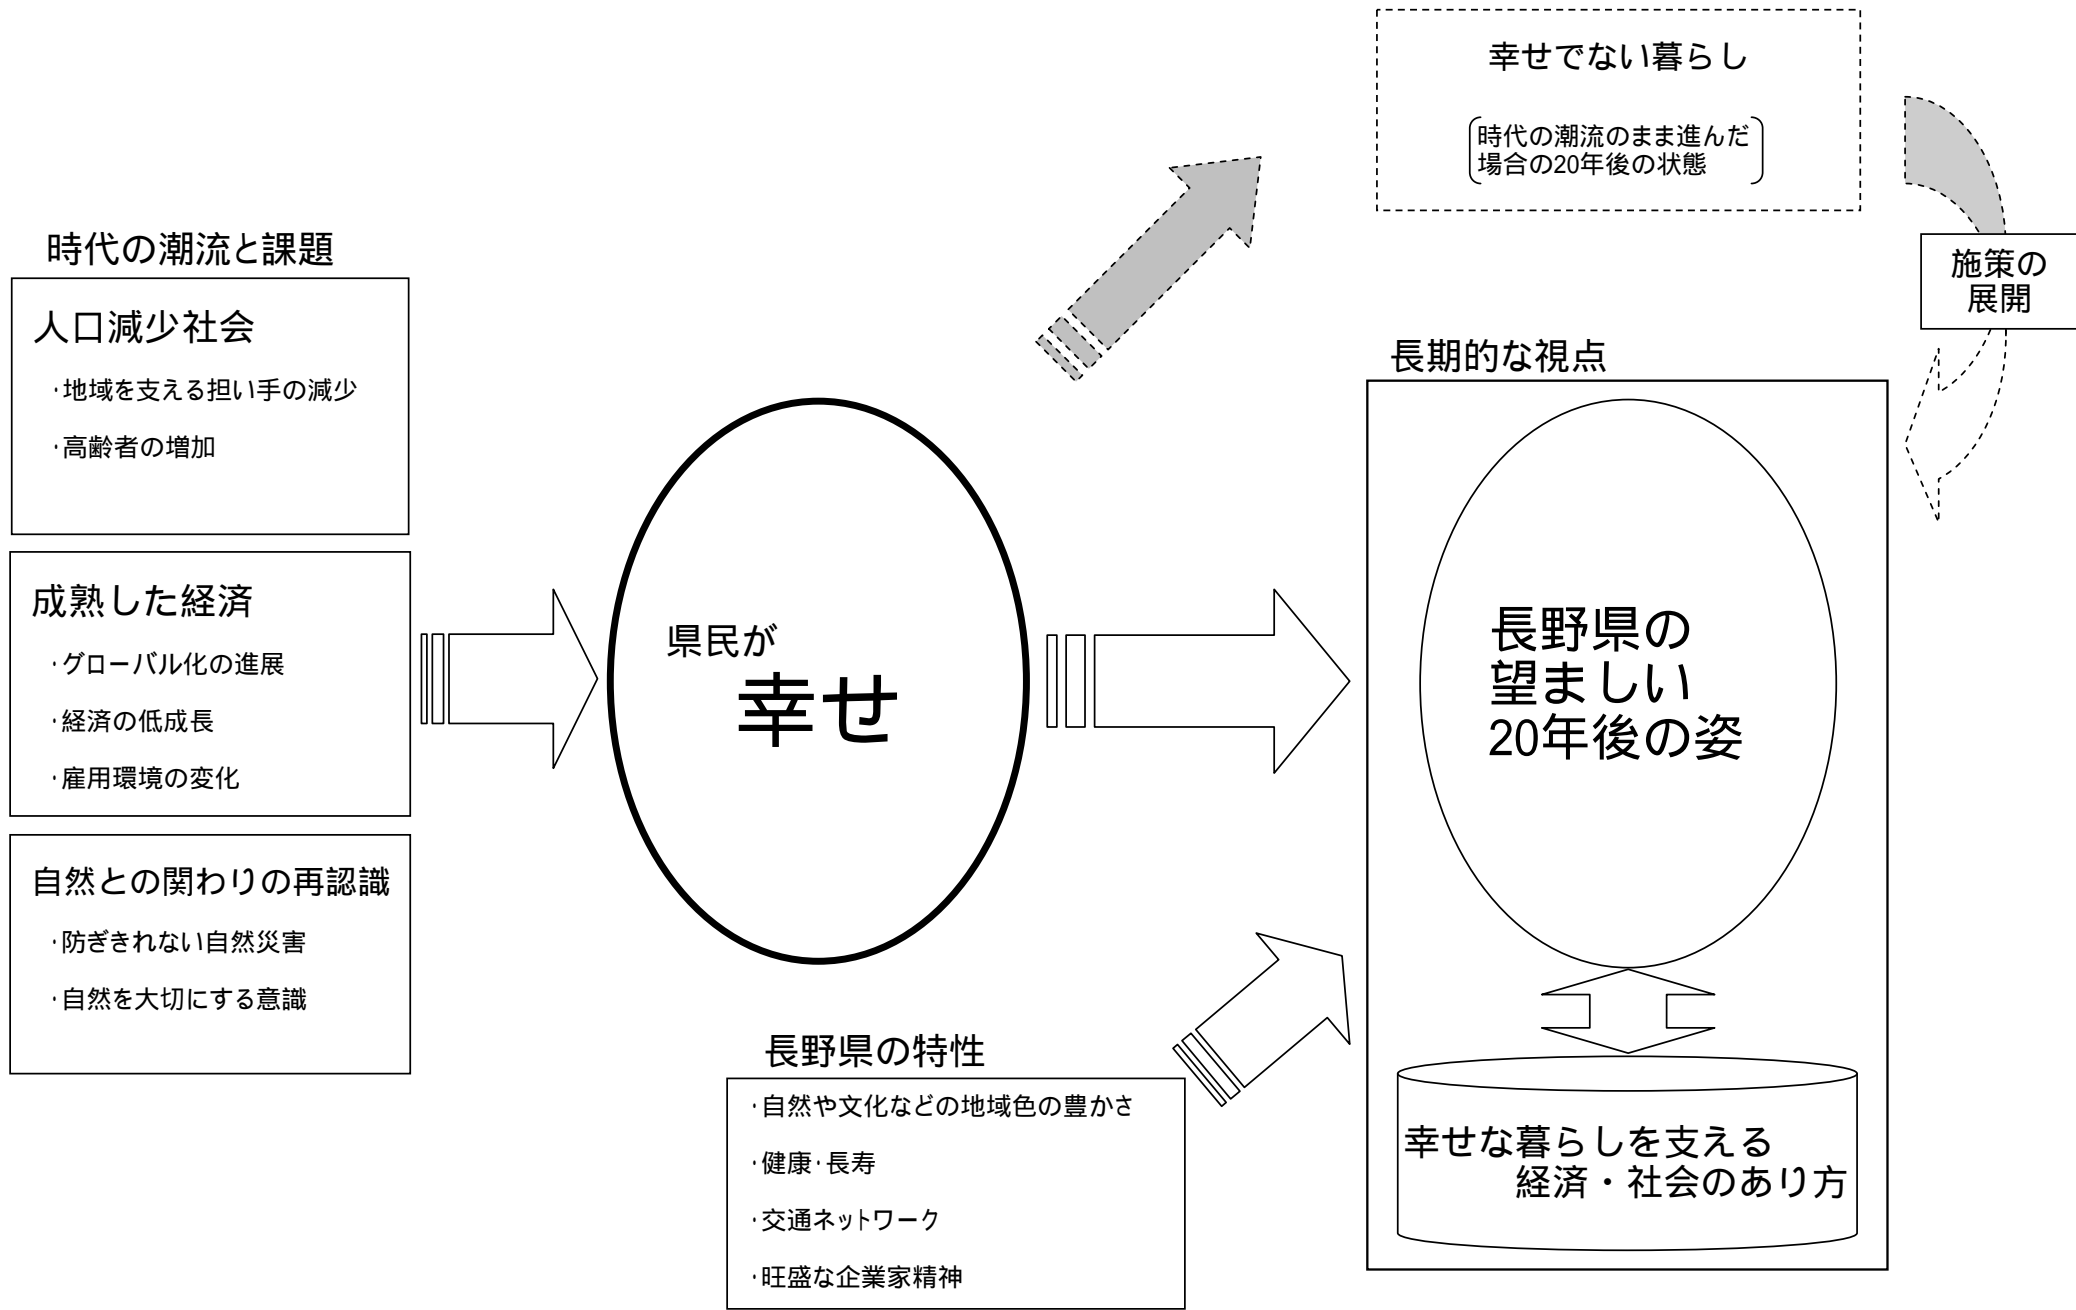 幸せでない暮らし
時代の潮流のまま進んだ
場合の20年後の状態
施策の
展開
時代の潮流と課題
人口減少社会
・地域を支える担い手の減少
・高齢者の増加
成熟した経済
・グローバル化の進展
・経済の低成長
・雇用環境の変化
自然との関わりの再認識
・防ぎきれない自然災害
・自然を大切にする意識
県民が
幸せ
長野県の特性
・自然や文化などの地域色の豊かさ
・健康・長寿
・交通ネットワーク
・旺盛な企業家精神
長期的な視点
長野県の
望ましい
20年後の姿
幸せな暮らしを支える
経済・社会のあり方